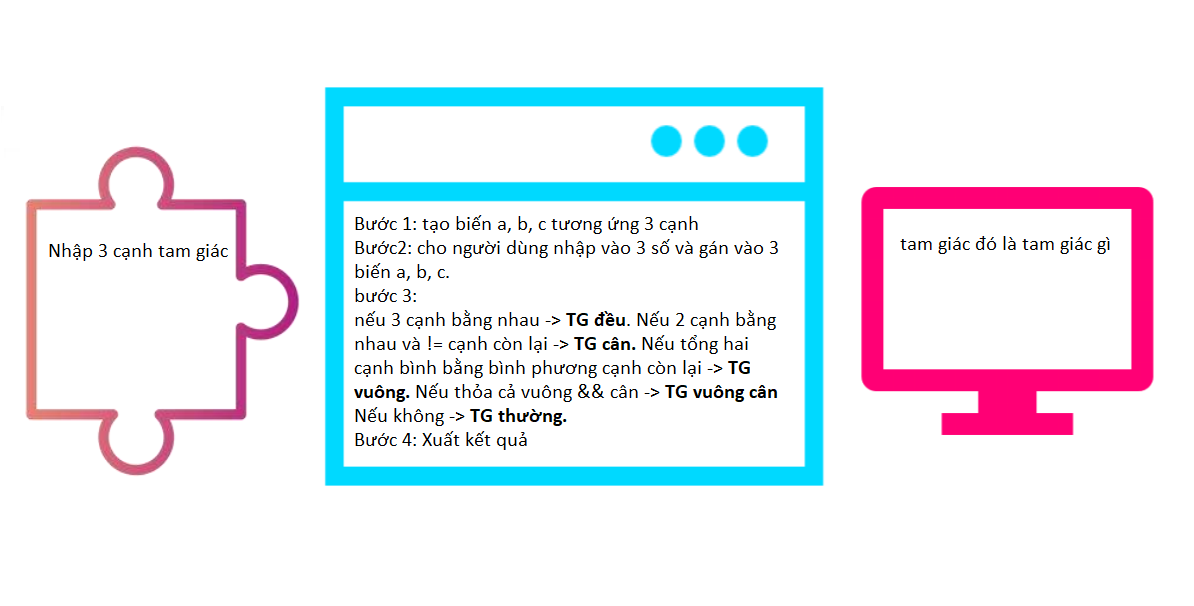 Nhập 3 cạnh tam giác
Bước 1: tạo biến a, b, c tương ứng 3 cạnh
Bước2: cho người dùng nhập vào 3 số và gán vào 3
biến a, b, c.
bước 3:
nếu 3 cạnh bằng nhau -> TG đều. Nếu 2 cạnh bằng
nhau và != cạnh còn lại -> TG cân. Nếu tổng hai
cạnh bình bằng bình phương cạnh còn lại -> TG
vuông. Nếu thỏa cả vuông && cân -> TG vuông cân
Nếu không -> TG thường.
Bước 4: Xuất kết quả
tam giác đó là tam giác gì